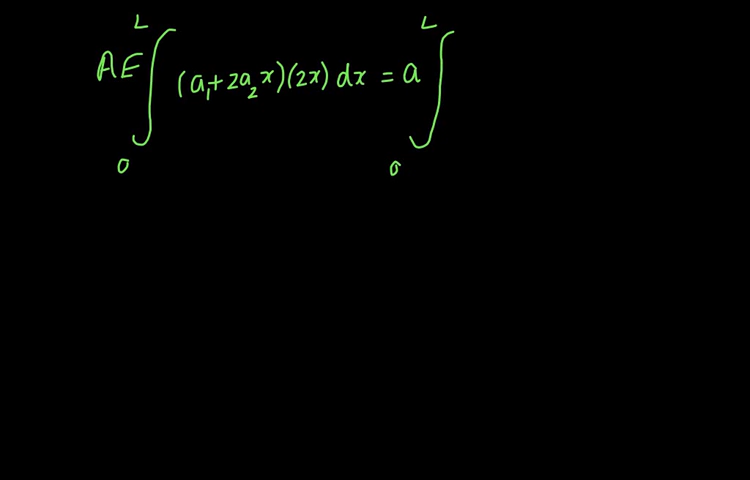 AE ∫₀ᴸ (a₁+2a₂x)(2x) dx = a ∫₀ᴸ